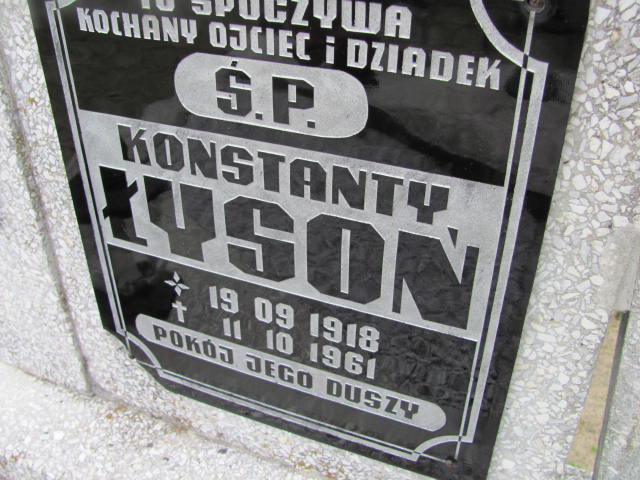 TU SPOCZYWA
KOCHANY OJCIEC i DZIADEK
Ś.P.
KONSTANTY
ŁYSOŃ
19 09 1918
† 11 10 1961
POKÓJ JEGO DUSZY